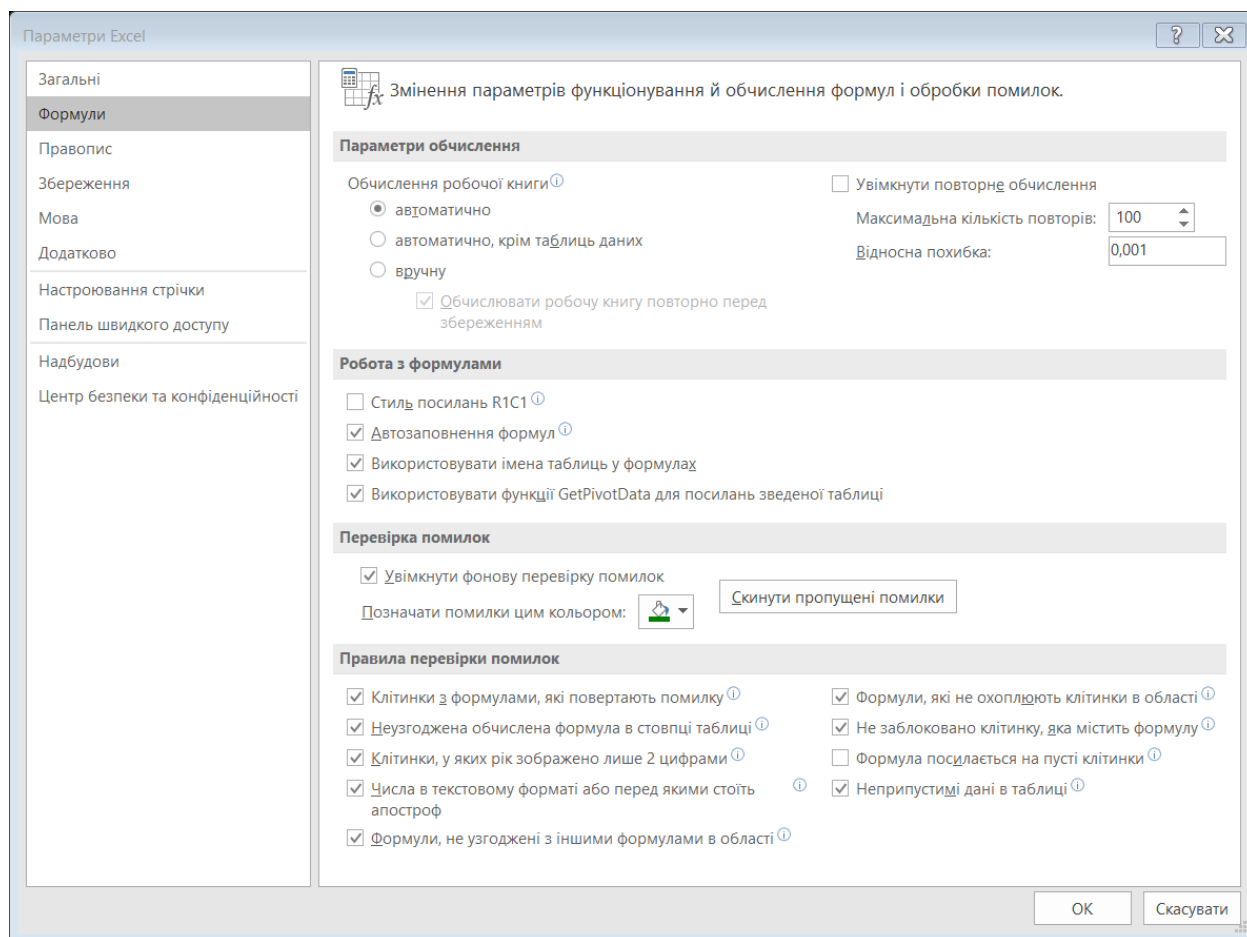 Параметри Excel
Загальні
Формули
Правопис
Збереження
Мова
Додатково
Настроювання стрічки
Панель швидкого доступу
Надбудови
Центр безпеки та конфіденційності
Змінення параметрів функціонування й обчислення формул і обробки помилок.
Параметри обчислення
Обчислення робочої книги
автоматично
автоматично, крім таблиць даних
вручну
Обчислювати робочу книгу повторно перед
збереженням
Увімкнути повторне обчислення
Максимальна кількість повторів: 100
Відносна похибка: 0,001
Робота з формулами
Стиль посилань R1C1
Автозаповнення формул
Використовувати імена таблиць у формулах
Використовувати функції GetPivotData для посилань зведеної таблиці
Перевірка помилок
Увімкнути фонову перевірку помилок
Позначати помилки цим кольором:
Скинути пропущені помилки
Правила перевірки помилок
Клітинки з формулами, які повертають помилку
Неузгоджена обчислена формула в стовпці таблиці
Клітинки, у яких рік зображено лише 2 цифрами
Числа в текстовому форматі або перед якими стоїть
апостроф
Формули, не узгоджені з іншими формулами в області
Формули, які не охоплюють клітинки в області
Не заблоковано клітинку, яка містить формулу
Формула посилається на пусті клітинки
Неприпустимі дані в таблиці
ОК
Скасувати